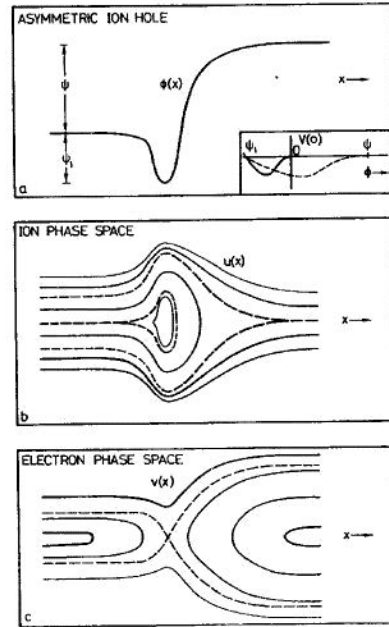 ASYMMETRIC ION HOLE
ψ
ϕ(x)
x
ψ₁
V(ϕ)
ψ₁
0
ψ
ϕ
a
ION PHASE SPACE
u(x)
x
b
ELECTRON PHASE SPACE
v(x)
x
c